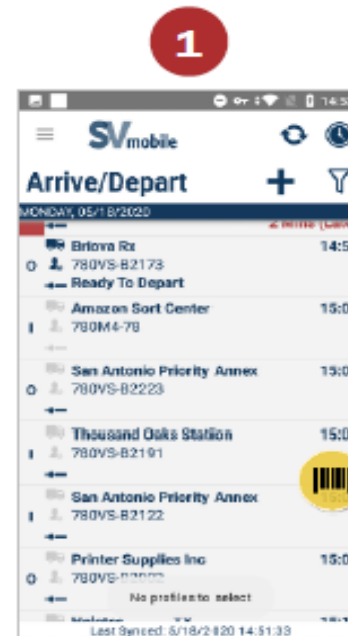 1
14:5
SVmobile
Arrive/Depart
MONDAY, 05/18/2020
Briova Rx 14:5
O 780VS-B2173
Ready To Depart
Amazon Sort Center 15:0
I 780M4-78
San Antonio Priority Annex 15:0
O 780VS-B2223
Thousand Oaks Station 15:0
I 780VS-B2191
San Antonio Priority Annex
I 780VS-B2122
Printer Supplies Inc 15:0
O
No profiles to select
Last Synced: 5/18/2020 14:51:33